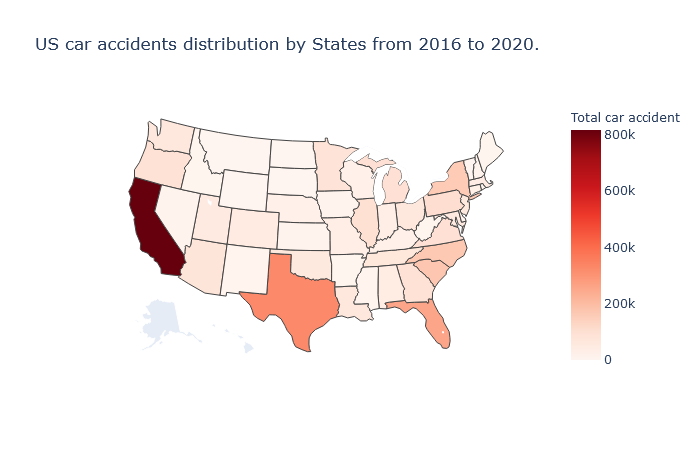 US car accidents distribution by States from 2016 to 2020.
Total car accident
800k
600k
400k
200k
0